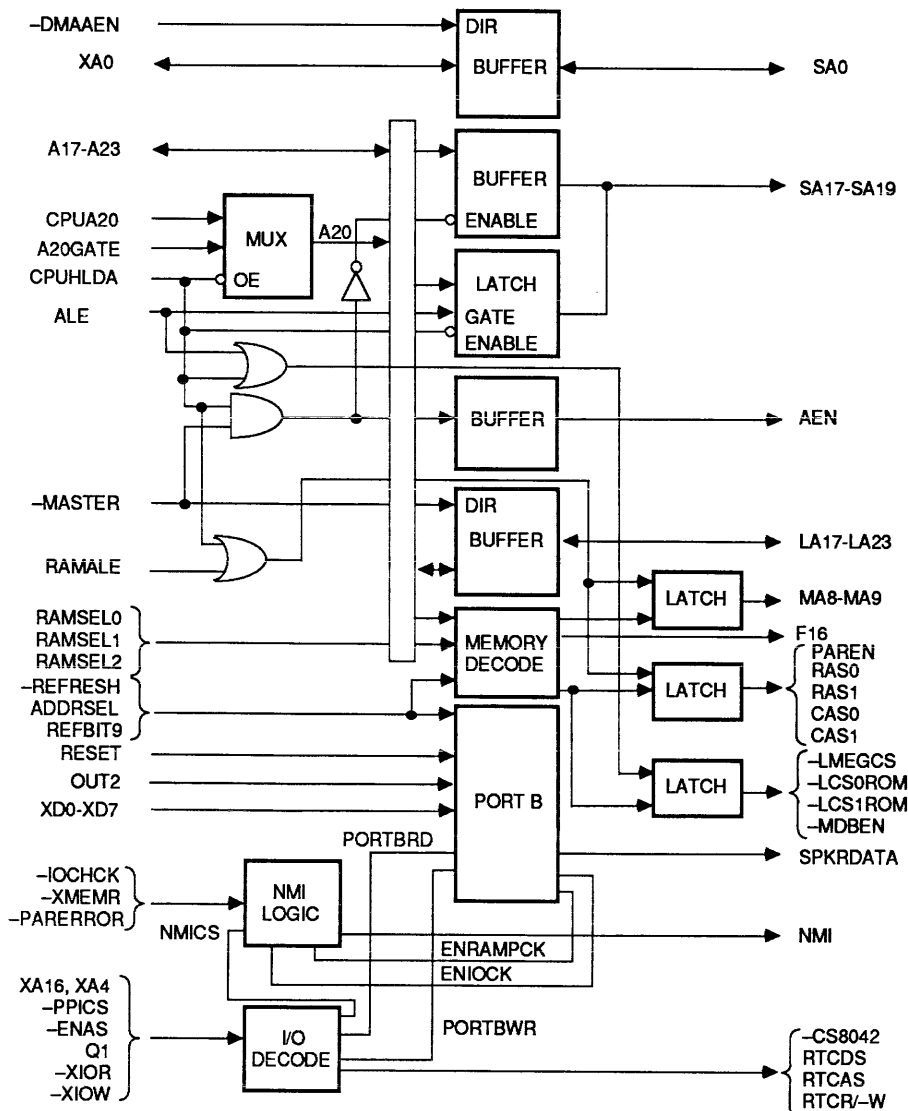 –DMAAEN
DIR
XA0
BUFFER
SA0
A17-A23
BUFFER
SA17-SA19
ENABLE
CPUA20
MUX
A20
A20GATE
CPUHLDA
OE
LATCH
ALE
GATE
ENABLE
BUFFER
AEN
–MASTER
DIR
BUFFER
LA17-LA23
RAMALE
LATCH
MA8-MA9
RAMSEL0
RAMSEL1
RAMSEL2
MEMORY
DECODE
F16
–REFRESH
ADDRSEL
REFBIT9
LATCH
PAREN
RAS0
RAS1
CAS0
CAS1
RESET
OUT2
XD0-XD7
PORT B
LATCH
–LMEGCS
–LCS0ROM
–LCS1ROM
–MDBEN
PORTBRD
SPKRDATA
–IOCHCK
–XMEMR
–PARERROR
NMI
LOGIC
NMICS
NMI
ENRAMPCK
ENIOCK
XA16, XA4
–PPICS
–ENAS
Q1
–XIOR
–XIOW
I/O
DECODE
PORTBWR
–CS8042
RTCDS
RTCAS
RTCR/–W